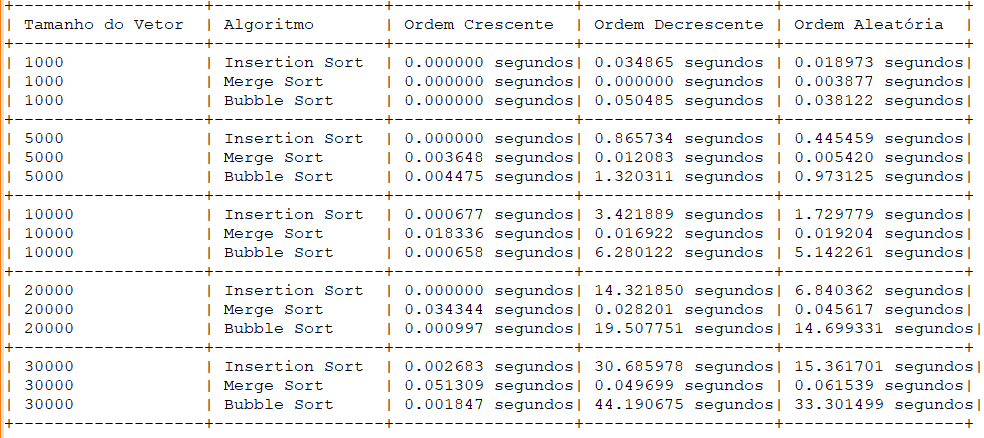 +--------------------+-----------------+------------------+-------------------+------------------+
| Tamanho do Vetor  | Algoritmo       | Ordem Crescente  | Ordem Decrescente | Ordem Aleatória  |
+--------------------+-----------------+------------------+-------------------+------------------+
| 1000              | Insertion Sort  | 0.000000 segundos| 0.034865 segundos | 0.018973 segundos|
| 1000              | Merge Sort      | 0.000000 segundos| 0.000000 segundos | 0.003877 segundos|
| 1000              | Bubble Sort     | 0.000000 segundos| 0.050485 segundos | 0.038122 segundos|
+--------------------+-----------------+------------------+-------------------+------------------+
| 5000              | Insertion Sort  | 0.000000 segundos| 0.865734 segundos | 0.445459 segundos|
| 5000              | Merge Sort      | 0.003648 segundos| 0.012083 segundos | 0.005420 segundos|
| 5000              | Bubble Sort     | 0.004475 segundos| 1.320311 segundos | 0.973125 segundos|
+--------------------+-----------------+------------------+-------------------+------------------+
| 10000             | Insertion Sort  | 0.000677 segundos| 3.421889 segundos | 1.729779 segundos|
| 10000             | Merge Sort      | 0.018336 segundos| 0.016922 segundos | 0.019204 segundos|
| 10000             | Bubble Sort     | 0.000658 segundos| 6.280122 segundos | 5.142261 segundos|
+--------------------+-----------------+------------------+-------------------+------------------+
| 20000             | Insertion Sort  | 0.000000 segundos| 14.321850 segundos| 6.840362 segundos|
| 20000             | Merge Sort      | 0.034344 segundos| 0.028201 segundos | 0.045617 segundos|
| 20000             | Bubble Sort     | 0.000997 segundos| 19.507751 segundos| 14.699331 segundos|
+--------------------+-----------------+------------------+-------------------+------------------+
| 30000             | Insertion Sort  | 0.002683 segundos| 30.685978 segundos| 15.361701 segundos|
| 30000             | Merge Sort      | 0.051309 segundos| 0.049699 segundos | 0.061539 segundos|
| 30000             | Bubble Sort     | 0.001847 segundos| 44.190675 segundos| 33.301499 segundos|
+--------------------+-----------------+------------------+-------------------+------------------+